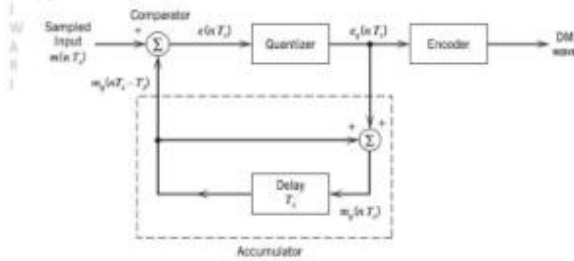 I
W
A
R
I
Comparator
Sampled
Input
m(nTs)
+
Σ
e(nTs)
Quantizer
eq(nTs)
Encoder
DM
wave
mq(nTs - Ts)
+
+
Σ
Delay
Ts
mq(nTs)
Accumulator